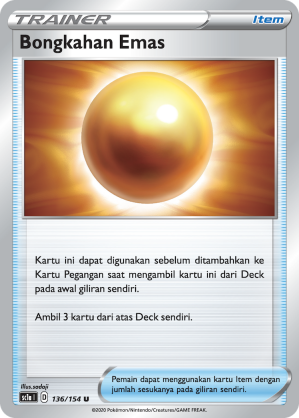 TRAINER Item
Bongkahan Emas
Kartu ini dapat digunakan sebelum ditambahkan ke
Kartu Pegangan saat mengambil kartu ini dari Deck
pada awal giliran sendiri.
Ambil 3 kartu dari atas Deck sendiri.
Illus.sadaji
sc1a I D 136/154 U
Pemain dapat menggunakan kartu Item dengan
jumlah sesukanya pada giliran sendiri.
©2020 Pokémon/Nintendo/Creatures/GAME FREAK.